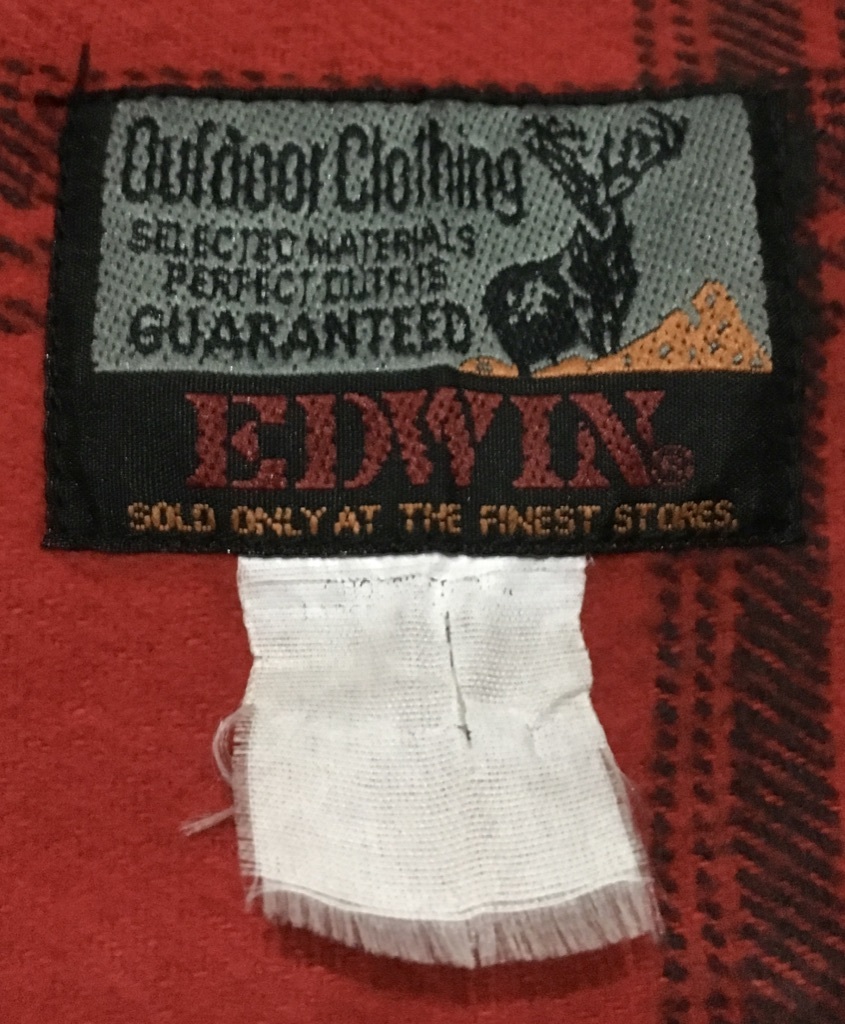 Outdoor Clothing
SELECTED MATERIALS
PERFECT OUTFITS
GUARANTEED
EDWIN®
SOLD ONLY AT THE FINEST STORES.